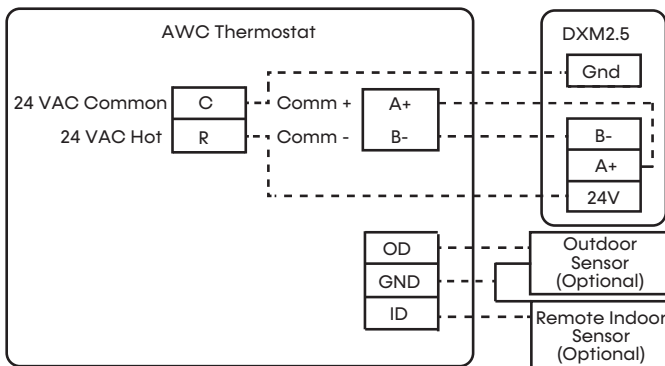 AWC Thermostat
DXM2.5
Gnd
24 VAC Common C Comm + A+
24 VAC Hot R Comm - B-
B-
A+
24V
OD
GND
ID
Outdoor
Sensor
(Optional)
Remote Indoor
Sensor
(Optional)